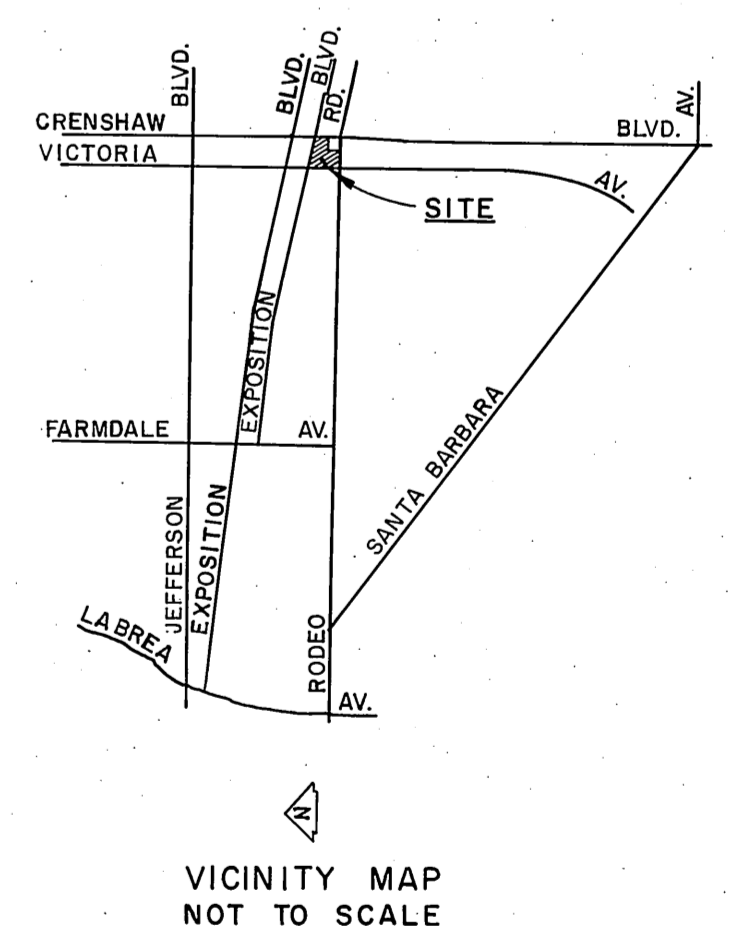 BLVD.
BLVD.
BLVD.
RD.
AV.
CRENSHAW
BLVD.
VICTORIA
AV.
SITE
EXPOSITION
FARMDALE
AV.
SANTA BARBARA
JEFFERSON
EXPOSITION
LA BREA
RODEO
AV.
N
VICINITY MAP
NOT TO SCALE